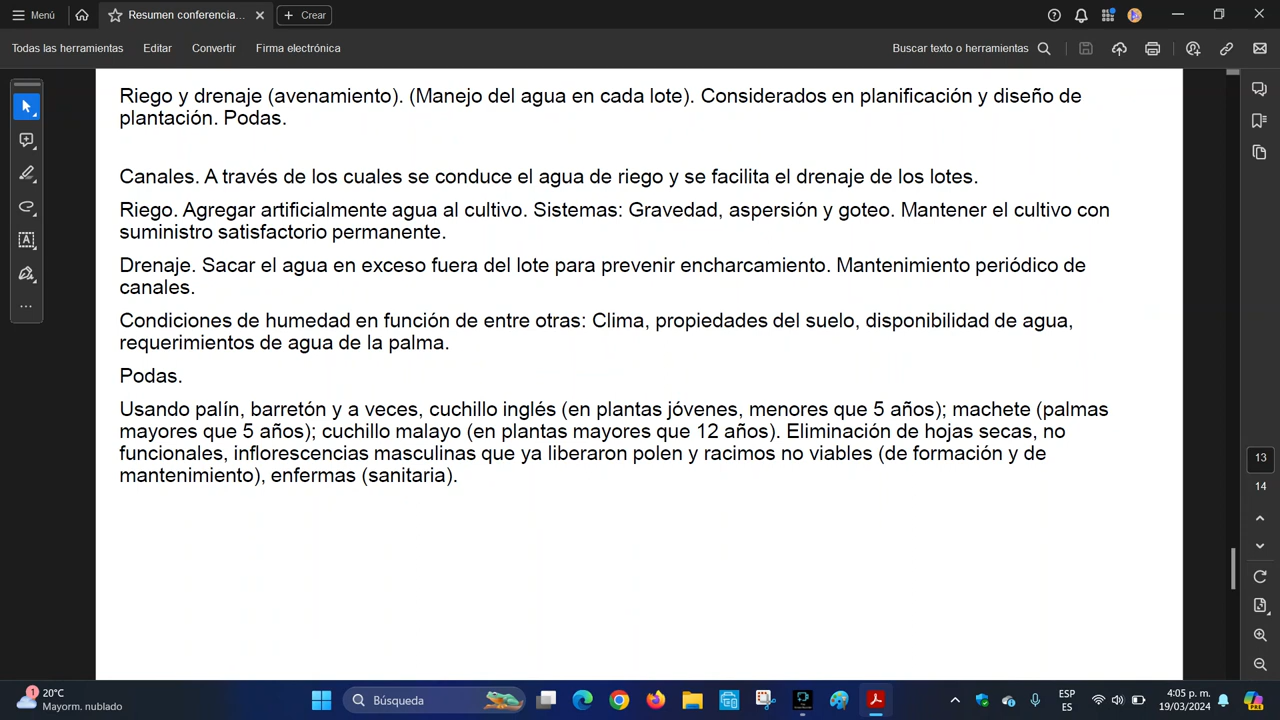 Menú
Resumen conferencia...
Crear
Todas las herramientas
Editar
Convertir
Firma electrónica
Buscar texto o herramientas
Riego y drenaje (avenamiento). (Manejo del agua en cada lote). Considerados en planificación y diseño de
plantación. Podas.
Canales. A través de los cuales se conduce el agua de riego y se facilita el drenaje de los lotes.
Riego. Agregar artificialmente agua al cultivo. Sistemas: Gravedad, aspersión y goteo. Mantener el cultivo con
suministro satisfactorio permanente.
Drenaje. Sacar el agua en exceso fuera del lote para prevenir encharcamiento. Mantenimiento periódico de
canales.
Condiciones de humedad en función de entre otras: Clima, propiedades del suelo, disponibilidad de agua,
requerimientos de agua de la palma.
Podas.
Usando palín, barretón y a veces, cuchillo inglés (en plantas jóvenes, menores que 5 años); machete (palmas
mayores que 5 años); cuchillo malayo (en plantas mayores que 12 años). Eliminación de hojas secas, no
funcionales, inflorescencias masculinas que ya liberaron polen y racimos no viables (de formación y de
mantenimiento), enfermas (sanitaria).
13
14
1
20°C
Mayorm. nublado
Búsqueda
ESP
ES
4:05 p. m.
19/03/2024